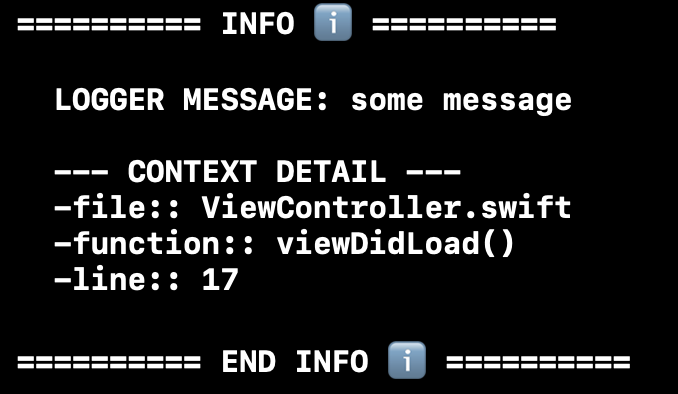 ========== INFO ℹ️ ==========
LOGGER MESSAGE: some message
--- CONTEXT DETAIL ---
-file:: ViewController.swift
-function:: viewDidLoad()
-line:: 17
========== END INFO ℹ️ ==========